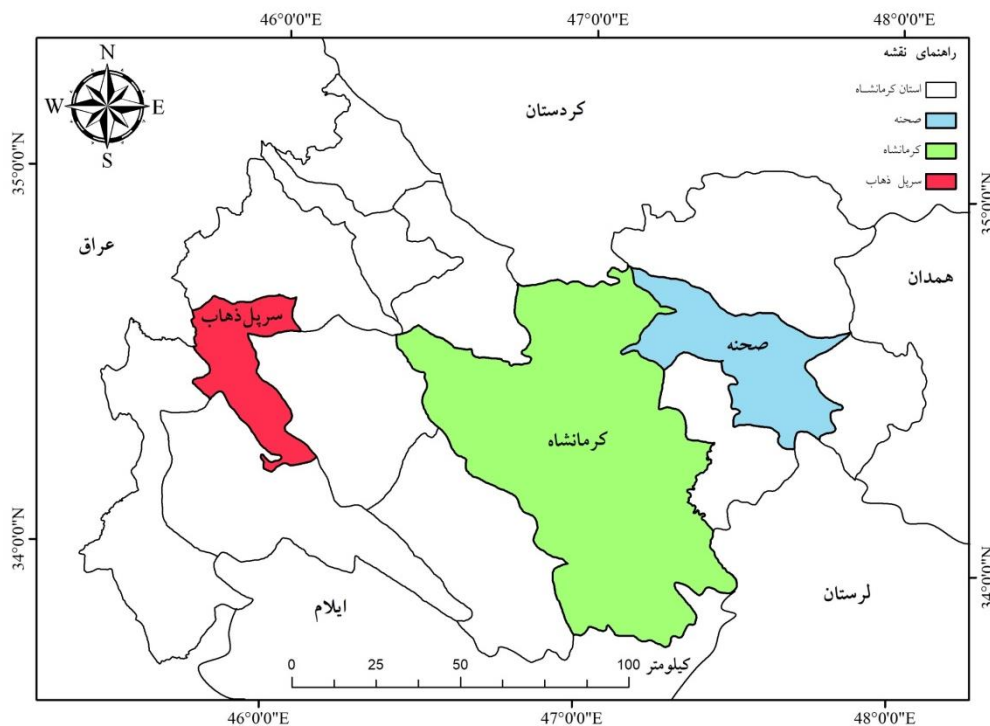 46°0'0"E
47°0'0"E
48°0'0"E
N
W
E
S
راهنمای نقشه
استان کرمانشاه
صحنه
کرمانشاه
سرپل ذهاب
کردستان
35°0'0"N
35°0'0"N
عراق
همدان
سرپل ذهاب
صحنه
کرمانشاه
34°0'0"N
34°0'0"N
ایلام
لرستان
0 25 50 100 کیلومتر
46°0'0"E
47°0'0"E
48°0'0"E